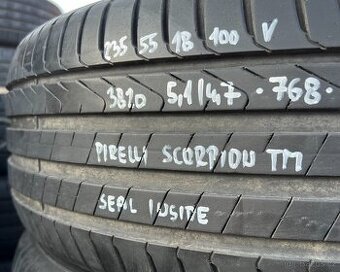 235 55 18 100 V
3820 5,1/47 · 768 ·
PIRELLI SCORPION TM
SEAL INSIDE